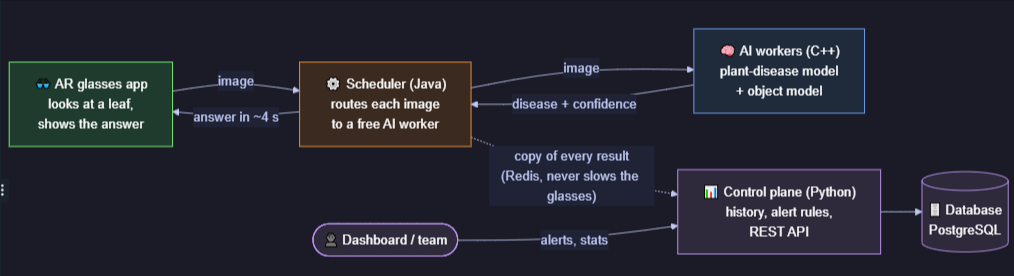 AR glasses app
looks at a leaf,
shows the answer
image
answer in ~4 s
Scheduler (Java)
routes each image
to a free AI worker
image
disease + confidence
AI workers (C++)
plant-disease model
+ object model
copy of every result
(Redis, never slows the
glasses)
Control plane (Python)
history, alert rules,
REST API
Database
PostgreSQL
Dashboard / team
alerts, stats